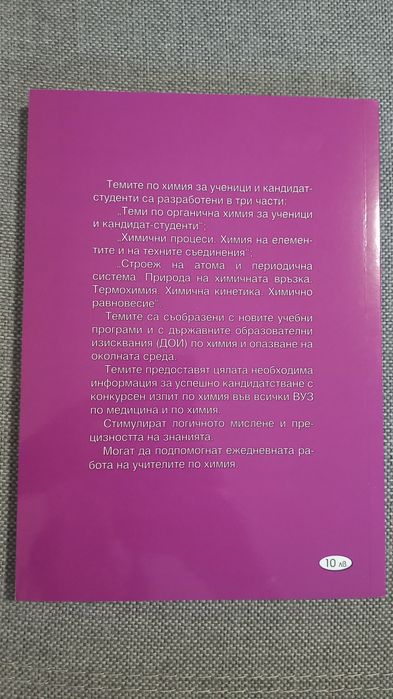 Темите по химия за ученици и кандидат-
студенти са разработени в три части:
„Теми по органична химия за ученици
и кандидат-студенти";
„Химични процеси. Химия на елемен-
тите и на техните съединения";
„Строеж на атома и периодична
система. Природа на химичната връзка.
Термохимия. Химична кинетика. Химично
равновесие".
Темите са съобразени с новите учебни
програми и с държавните образователни
изисквания (ДОИ) по химия и опазване на
околната среда.
Темите предоставят цялата необходима
информация за успешно кандидатстване с
конкурсен изпит по химия във всички ВУЗ
по медицина и по химия.
Стимулират логичното мислене и пре-
цизността на знанията.
Могат да подпомогнат ежедневната ра-
бота на учителите по химия.
10 лв.